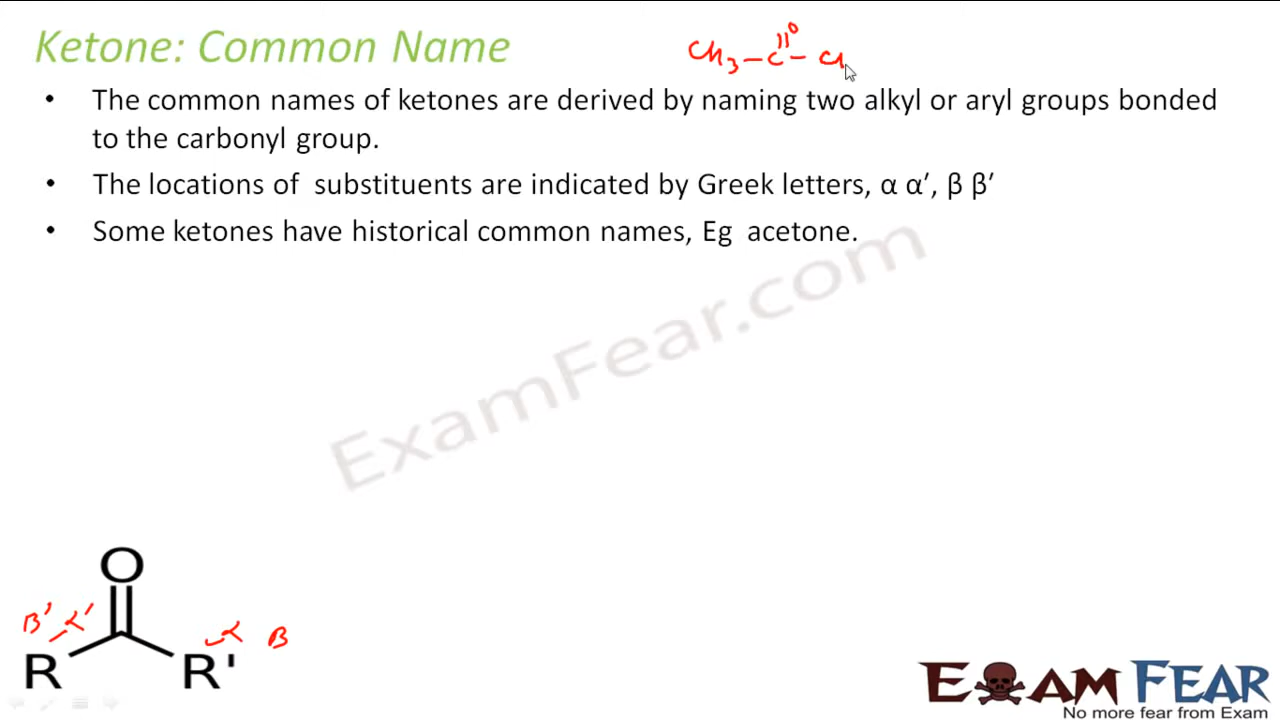 Ketone: Common Name
CH3–C–CH
O
• The common names of ketones are derived by naming two alkyl or aryl groups bonded
to the carbonyl group.
• The locations of substituents are indicated by Greek letters, α α′, β β′
• Some ketones have historical common names, Eg acetone.
ExamFear.com
O
β' α' α β
R R'
EXAM FEAR
No more fear from Exam